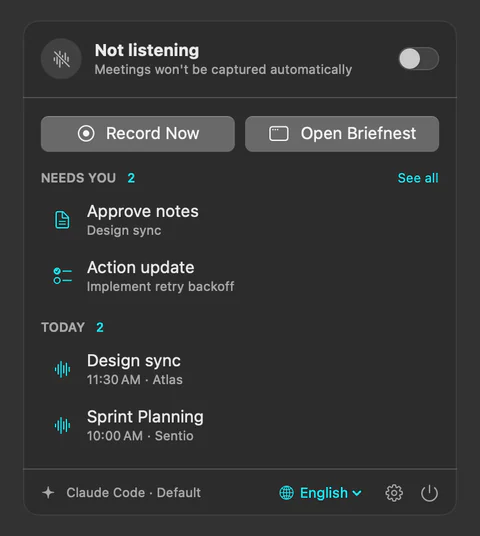 Not listening
Meetings won't be captured automatically
Record Now
Open Briefnest
NEEDS YOU 2
See all
Approve notes
Design sync
Action update
Implement retry backoff
TODAY 2
Design sync
11:30 AM · Atlas
Sprint Planning
10:00 AM · Sentio
Claude Code · Default
English